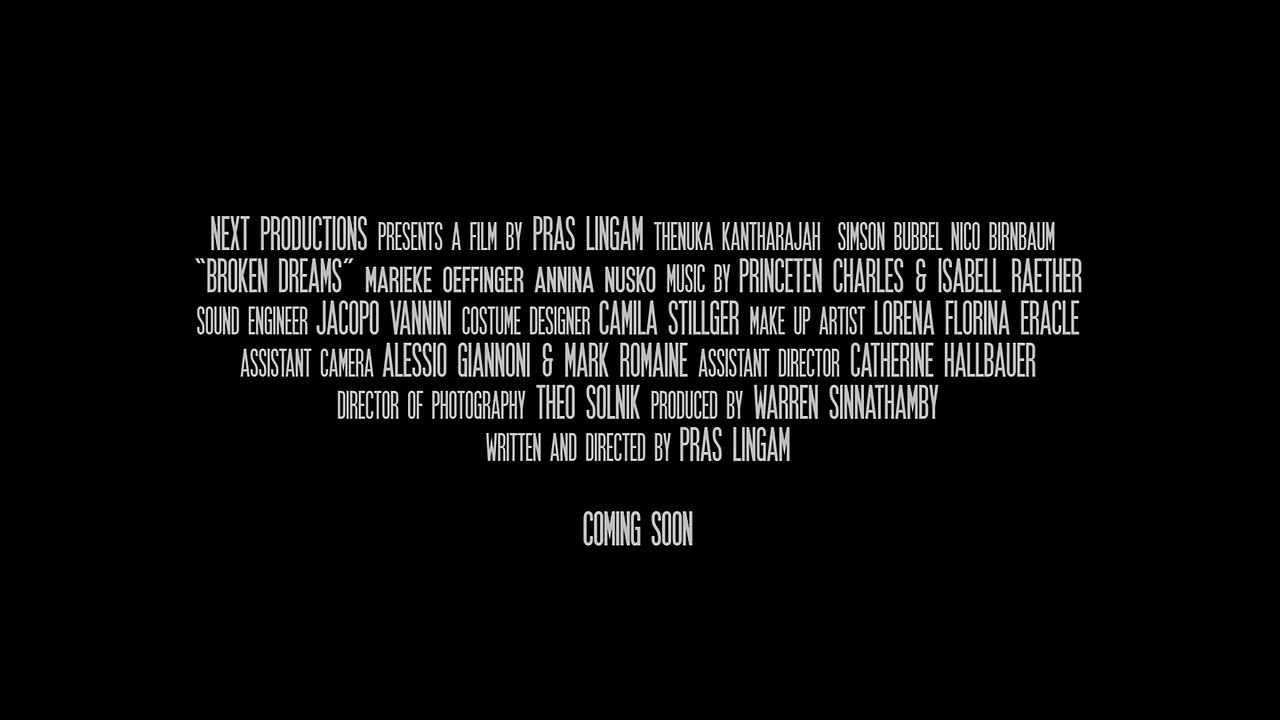 NEXT PRODUCTIONS PRESENTS A FILM BY PRAS LINGAM THENUKA KANTHARAJAH SIMSON BUBBEL NICO BIRNBAUM
“BROKEN DREAMS” MARIEKE OEFFINGER ANNINA NUSKO MUSIC BY PRINCETEN CHARLES & ISABELL RAETHER
SOUND ENGINEER JACOPO VANNINI COSTUME DESIGNER CAMILA STILLGER MAKE UP ARTIST LORENA FLORINA ERACLE
ASSISTANT CAMERA ALESSIO GIANNONI & MARK ROMAINE ASSISTANT DIRECTOR CATHERINE HALLBAUER
DIRECTOR OF PHOTOGRAPHY THEO SOLNIK PRODUCED BY WARREN SINNATHAMBY
WRITTEN AND DIRECTED BY PRAS LINGAM
COMING SOON